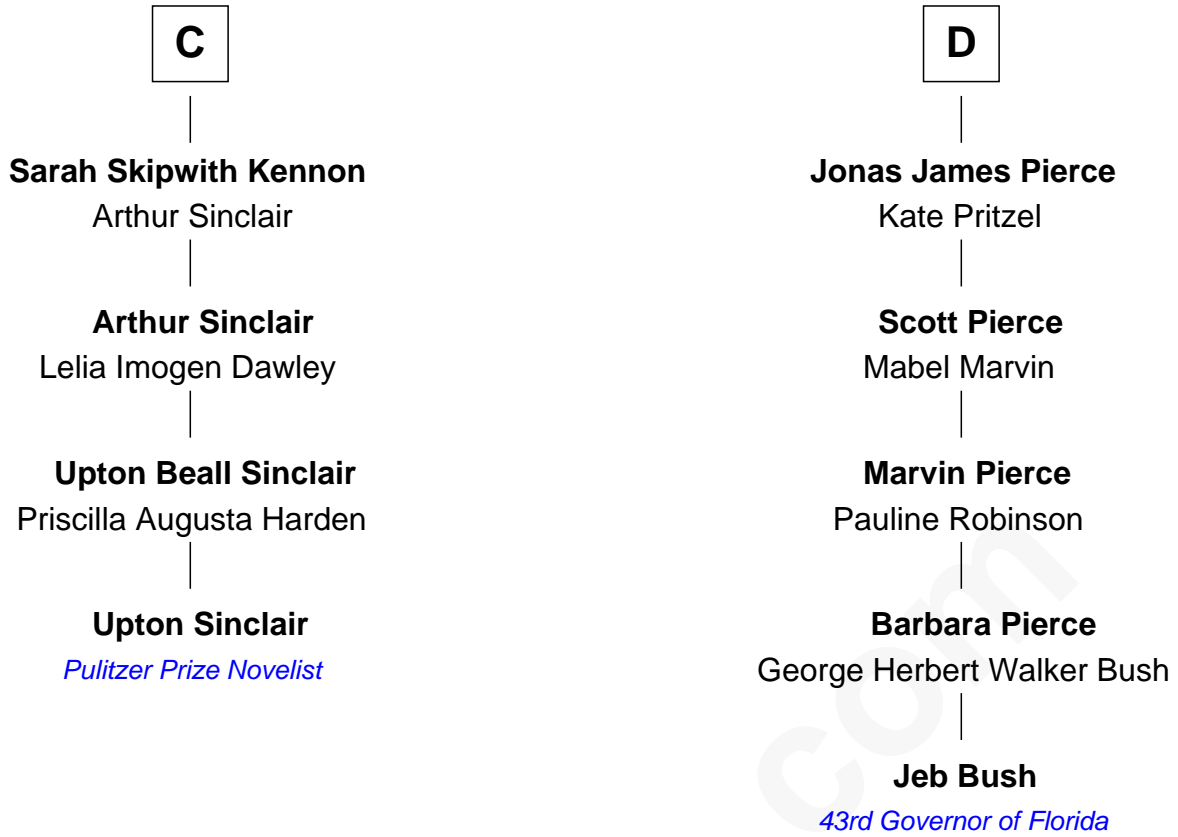 C
Sarah Skipwith Kennon
Arthur Sinclair
Arthur Sinclair
Lelia Imogen Dawley
Upton Beall Sinclair
Priscilla Augusta Harden
Upton Sinclair
Pulitzer Prize Novelist
D
Jonas James Pierce
Kate Pritzel
Scott Pierce
Mabel Marvin
Marvin Pierce
Pauline Robinson
Barbara Pierce
George Herbert Walker Bush
Jeb Bush
43rd Governor of Florida
com